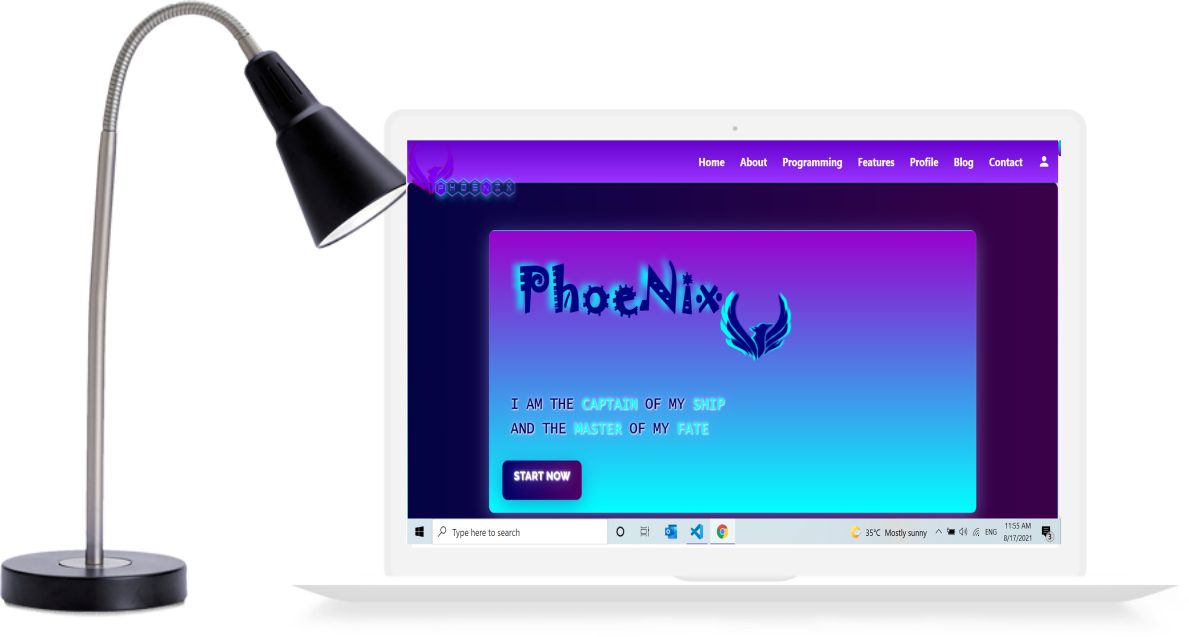 Home About Programming Features Profile Blog Contact
PHOENIX
PhoeNix
I AM THE CAPTAIN OF MY SHIP
AND THE MASTER OF MY FATE
START NOW
Type here to search
35°C Mostly sunny
ENG
11:55 AM
8/17/2021
3